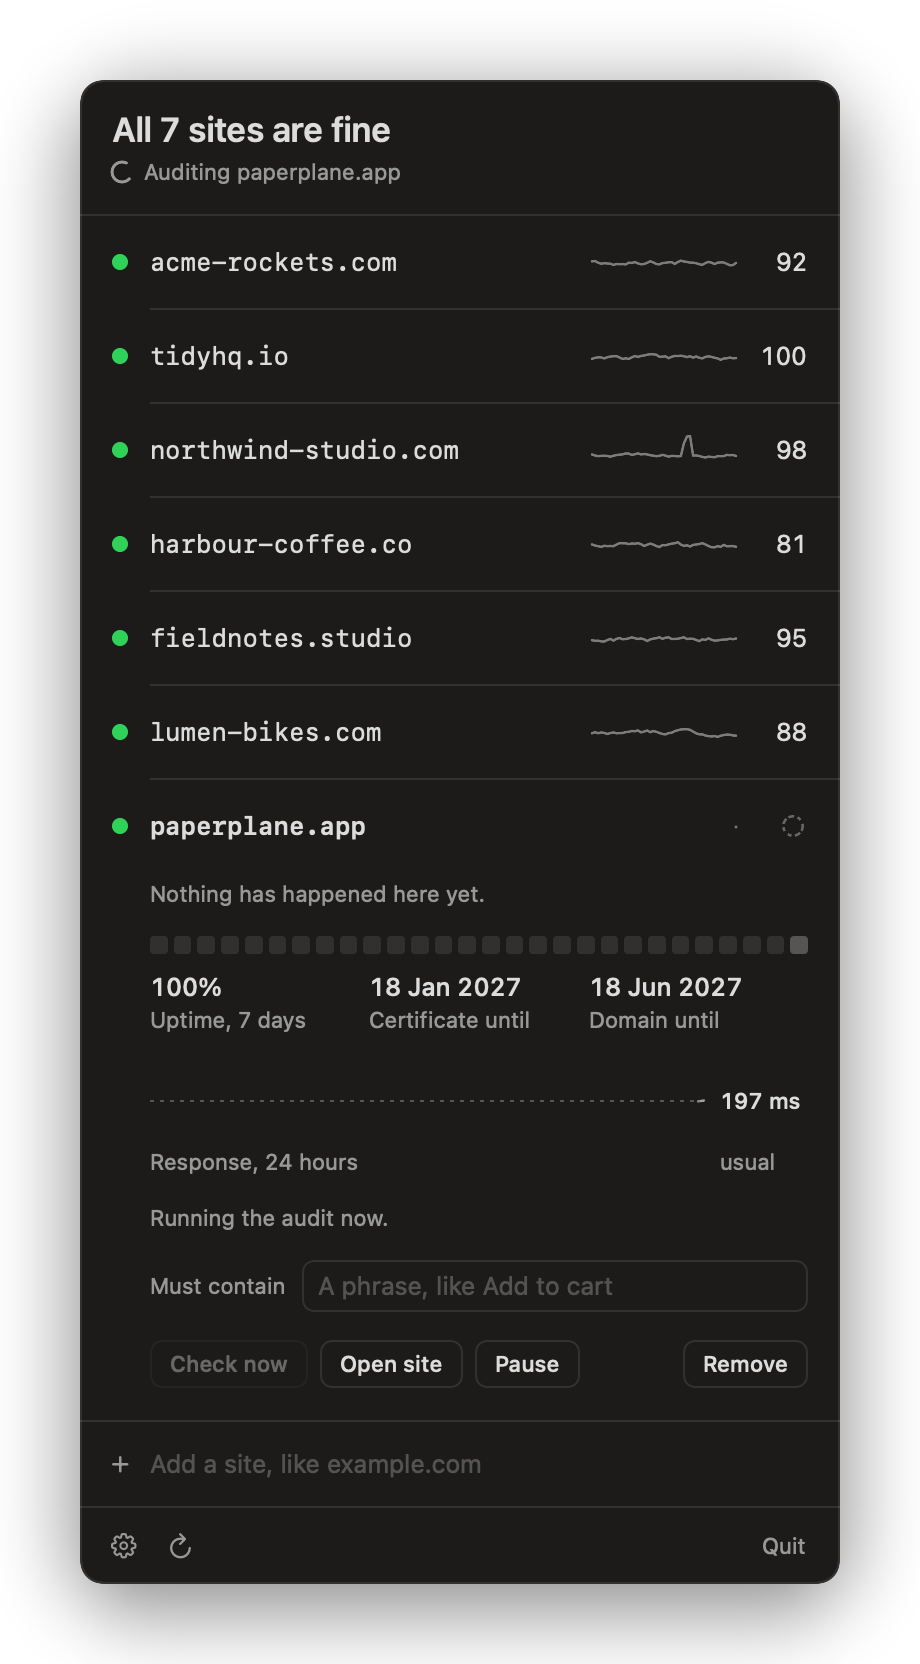 All 7 sites are fine
Auditing paperplane.app
acme-rockets.com 92
tidyhq.io 100
northwind-studio.com 98
harbour-coffee.co 81
fieldnotes.studio 95
lumen-bikes.com 88
paperplane.app
Nothing has happened here yet.
100% 18 Jan 2027 18 Jun 2027
Uptime, 7 days Certificate until Domain until
197 ms
Response, 24 hours usual
Running the audit now.
Must contain A phrase, like Add to cart
Check now Open site Pause Remove
+ Add a site, like example.com
Quit